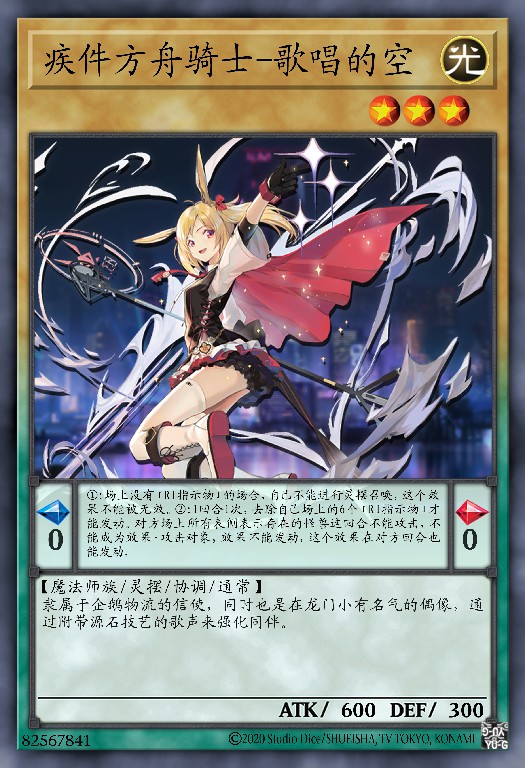 疾件方舟骑士-歌唱的空
光
①:场上没有「RI指示物」的场合,自己不能进行灵摆召唤,这个效
果不能被无效。②:1回合1次,去除自己场上的6个「RI指示物」才
能发动。对方场上所有表侧表示存在的怪兽这回合不能攻击,不
能成为效果·攻击对象,效果不能发动,这个效果在对方回合也
能发动。
0
0
【魔法师族/灵摆/协调/通常】
隶属于企鹅物流的信使,同时也是在龙门小有名气的偶像,通
过附带源石技艺的歌声来强化同伴。
ATK/ 600 DEF/ 300
82567841
©2020 Studio Dice/SHUEISHA, TV TOKYO, KONAMI